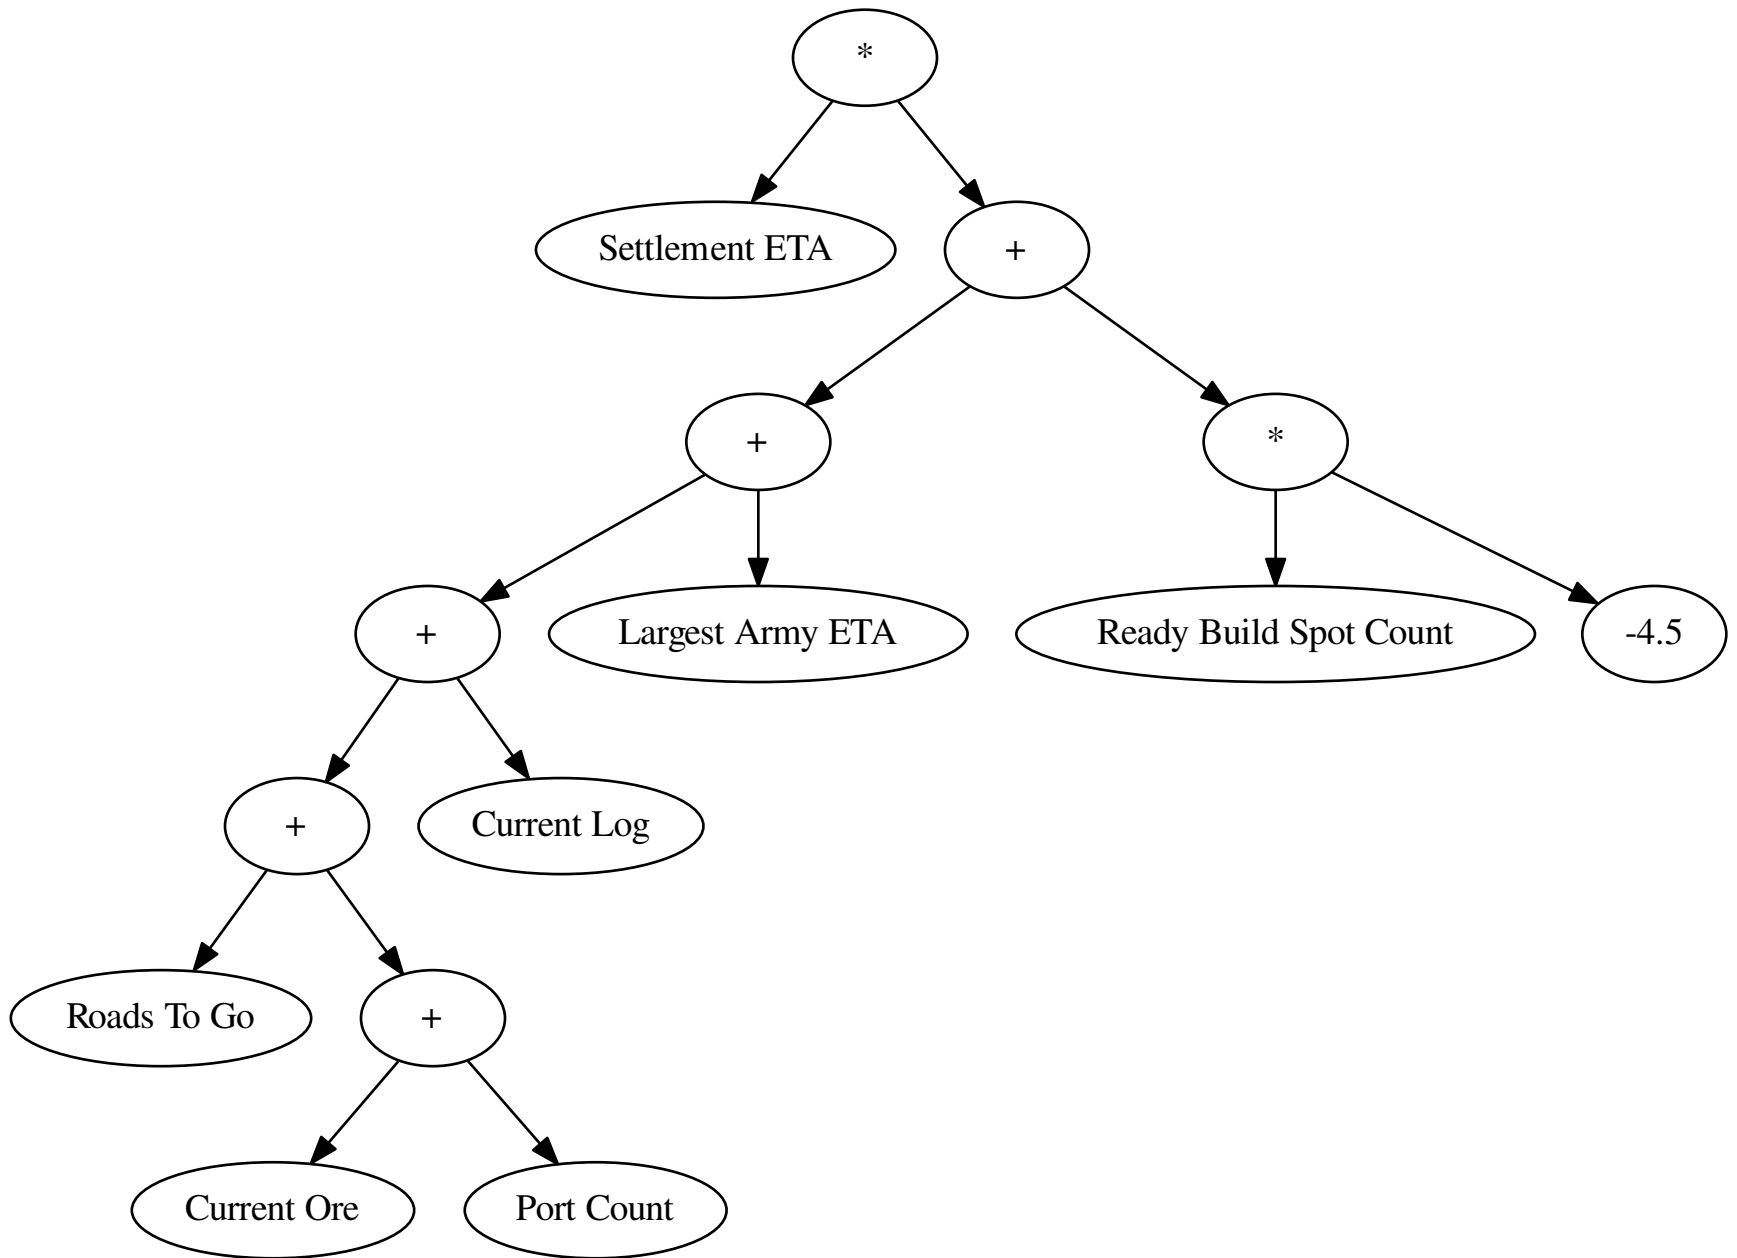 *
Settlement ETA
+
+
*
+
Largest Army ETA
Ready Build Spot Count
-4.5
+
Current Log
Roads To Go
+
Current Ore
Port Count